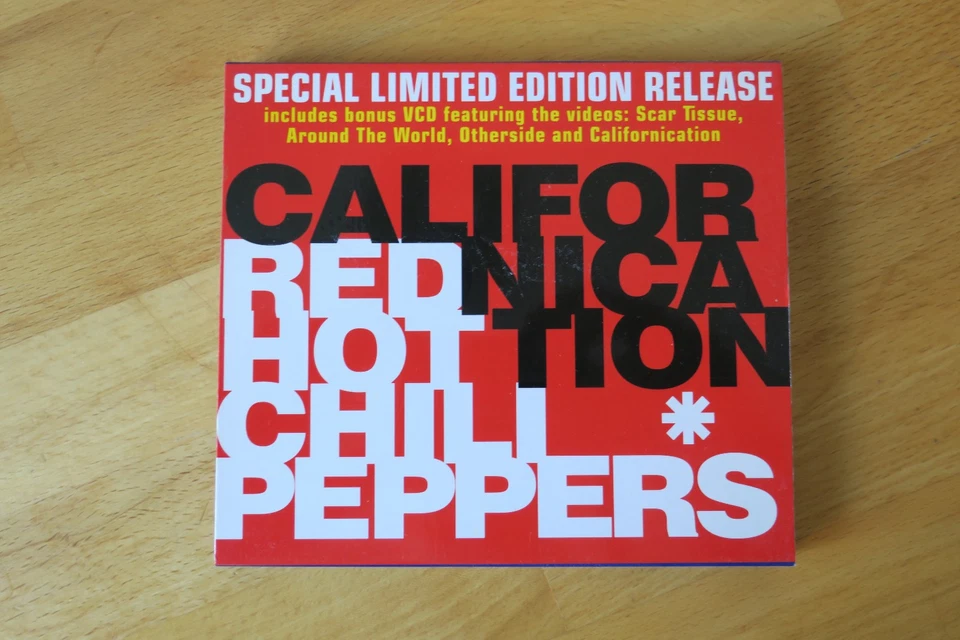 SPECIAL LIMITED EDITION RELEASE
includes bonus VCD featuring the videos: Scar Tissue,
Around The World, Otherside and Californication
CALIFOR
RED NICA
HOT TION
CHILI
PEPPERS